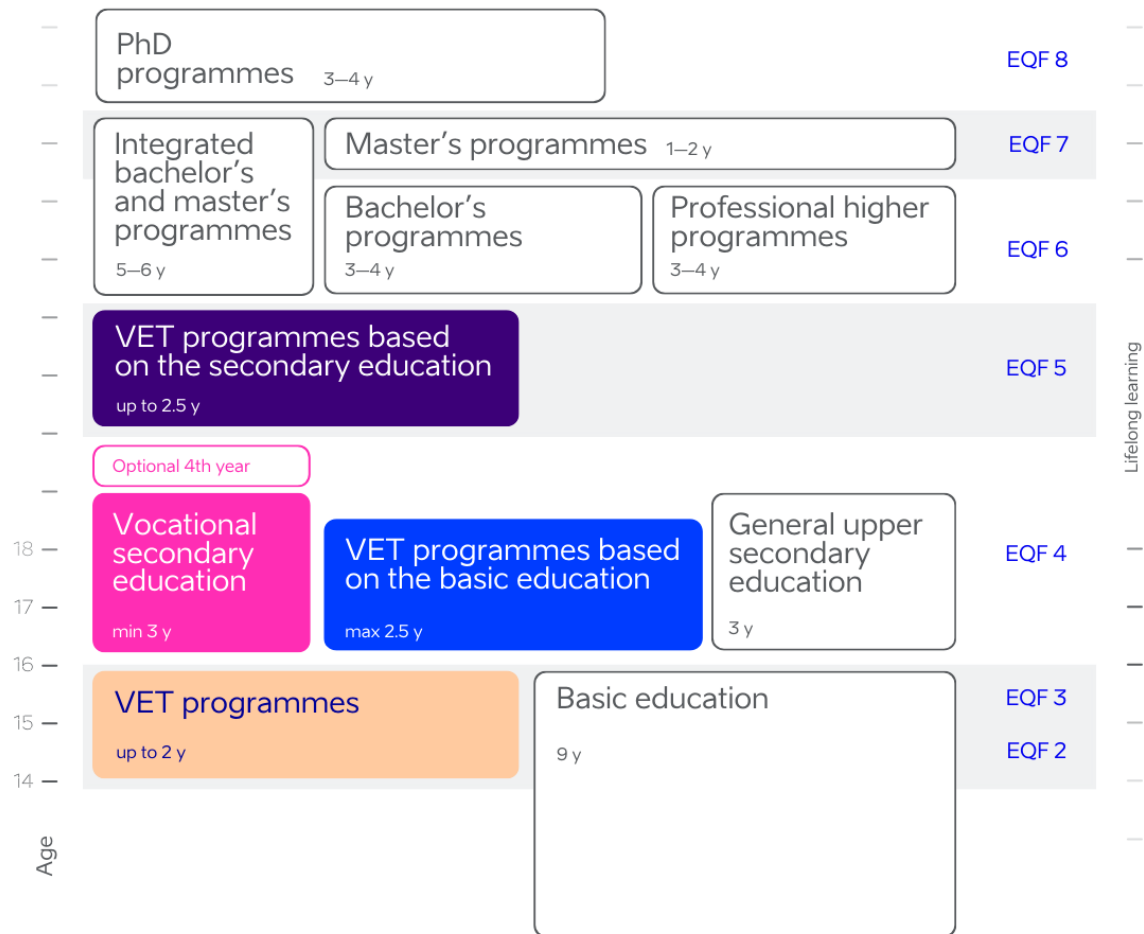 PhD
programmes 3–4 y
EQF 8
Integrated
bachelor's
and master's
programmes
5–6 y
Master's programmes 1–2 y
EQF 7
Bachelor's
programmes
3–4 y
Professional higher
programmes
3–4 y
EQF 6
VET programmes based
on the secondary education
up to 2.5 y
EQF 5
Optional 4th year
Vocational
secondary
education
min 3 y
VET programmes based
on the basic education
max 2.5 y
General upper
secondary
education
3 y
EQF 4
VET programmes
up to 2 y
Basic education
9 y
EQF 3
EQF 2
18
17
16
15
14
Age
Lifelong learning